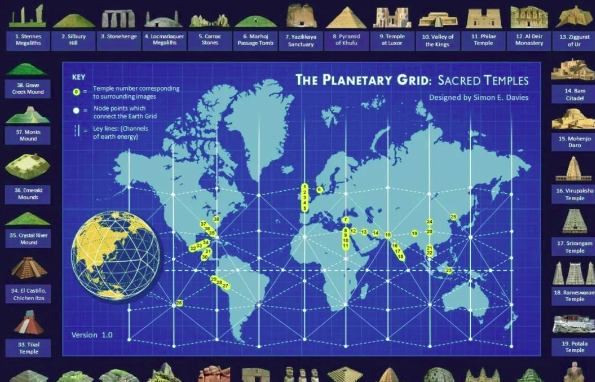 1. Stennes
Megaliths
2. Silbury
Hill
3. Stonehenge
4. Locmariaquer
Megaliths
5. Carnac
Stones
6. Marhøj
Passage Tomb
7. Yazilikaya
Sanctuary
8. Pyramid
of Khufu
9. Temple
at Luxor
10. Valley of
the Kings
11. Philae
Temple
12. Al Deir
Monastery
13. Ziggurat
of Ur
38. Grave
Creek Mound
37. Monks
Mound
36. Emerald
Mounds
35. Crystal River
Mound
34. El Castillo,
Chichen Itza
33. Tikal
Temple
KEY
Temple number corresponding
to surrounding images
Node points which
connect the Earth Grid
Ley lines: (Channels
of earth energy)
THE PLANETARY GRID: SACRED TEMPLES
Designed by Simon E. Davies
Version 1.0
14. Bam
Citadel
15. Mohenjo
Daro
16. Virupaksha
Temple
17. Srirangam
Temple
18. Rameswaram
Temple
19. Potala
Temple